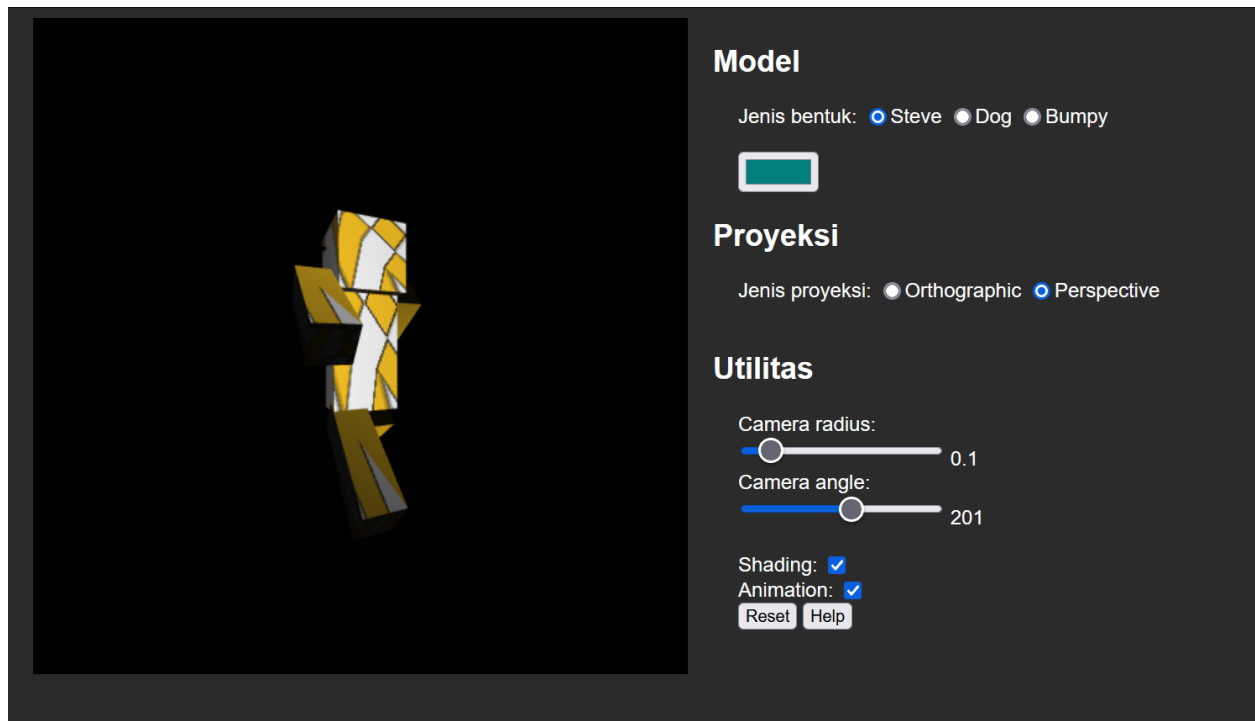 Model
Jenis bentuk: Steve Dog Bumpy
Proyeksi
Jenis proyeksi: Orthographic Perspective
Utilitas
Camera radius:
0.1
Camera angle:
201
Shading:
Animation:
Reset Help